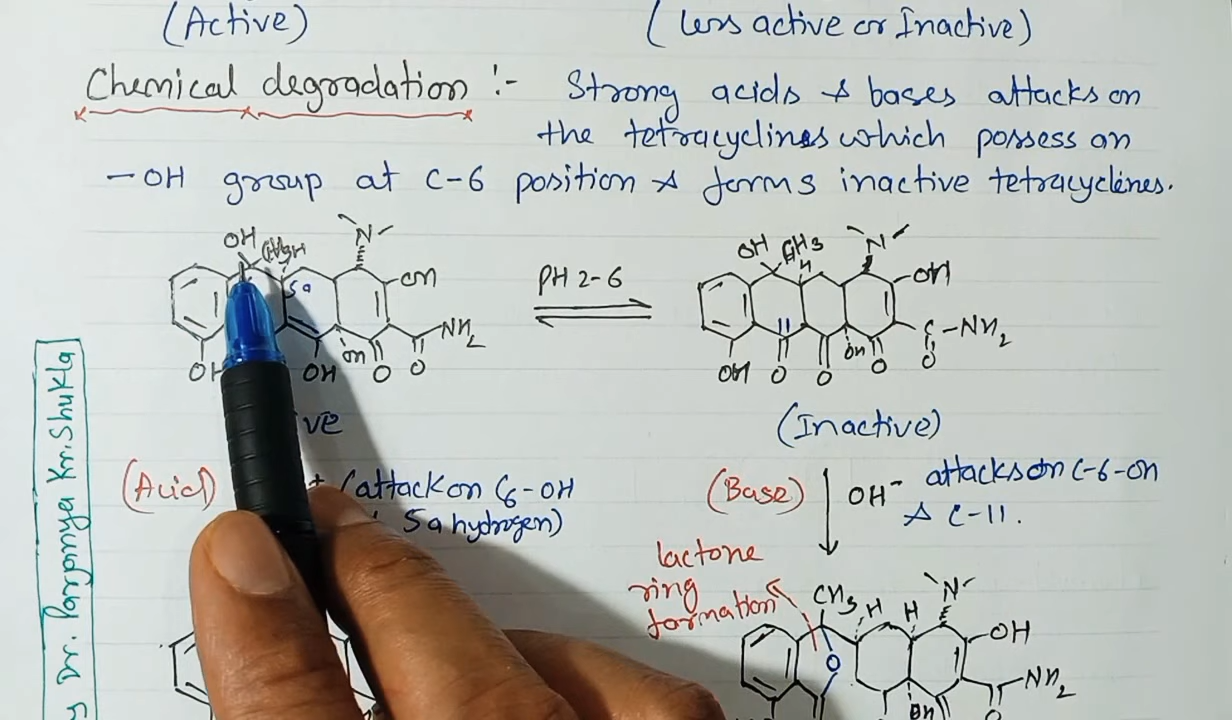 (Active)
(less active or Inactive)
Chemical degradation :- Strong acids & bases attacks on
the tetracyclines which possess an
-OH group at C-6 position & forms inactive tetracyclines.
OH
N
5a
OH
NH2
OH
OH
OH
O
O
PH 2-6
OH
CH3
H
N
OH
C-NH2
O
OH
O
O
OH
O
ve
(Inactive)
(Acid)
(attack on C6-OH
5a hydrogen)
(Base)
OH-
attacks on C-6-OH
& C-11.
lactone
ring
formation
CH3
H
H
N
OH
O
NH2
OH
O
Dr. Parjanya Kr. Shukla